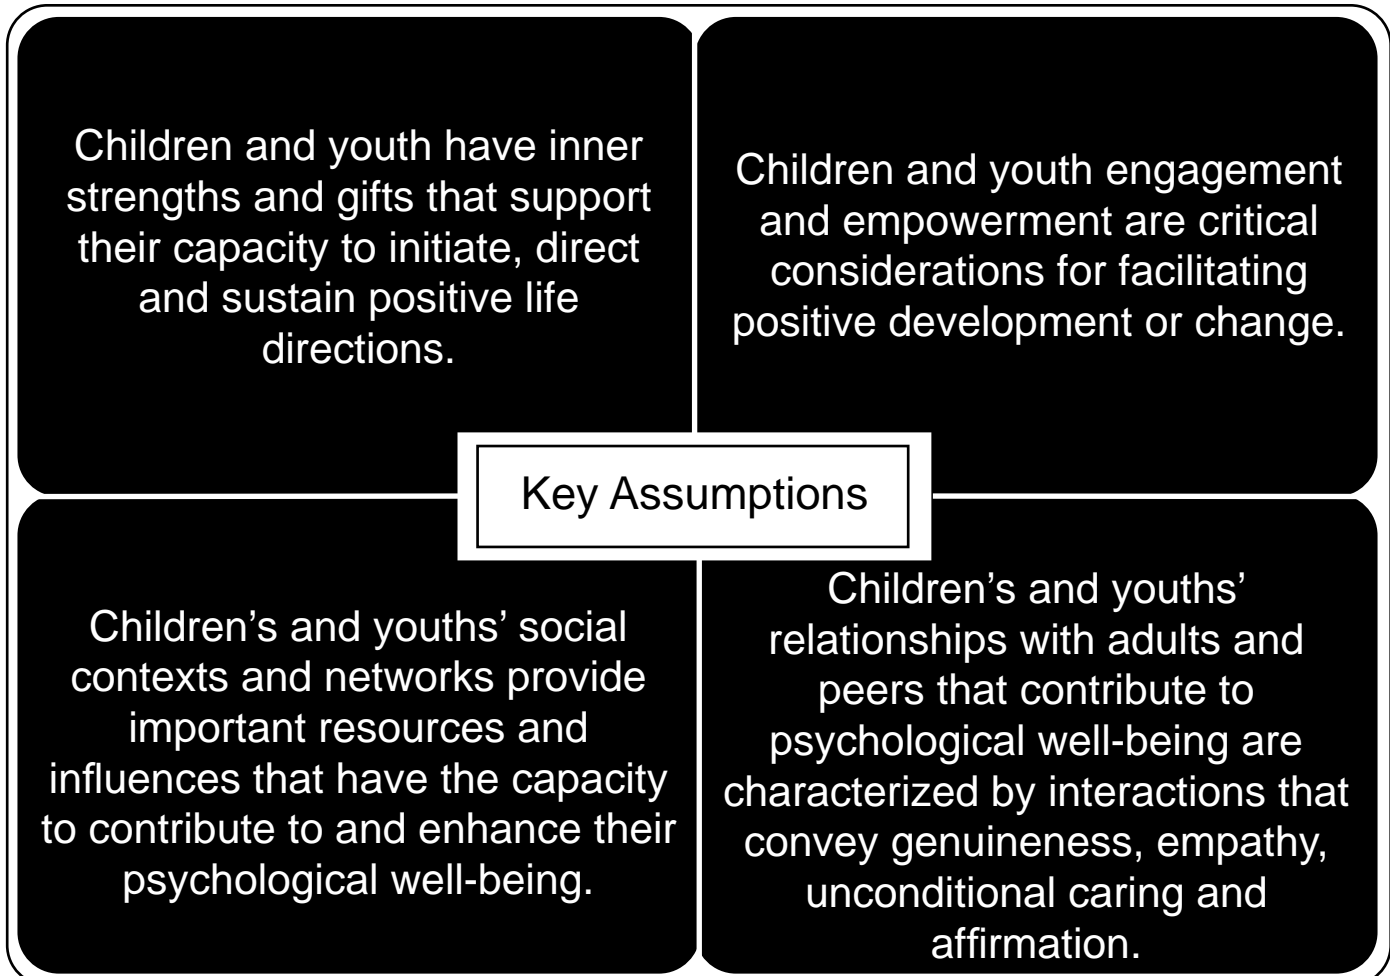 Children and youth have inner
strengths and gifts that support
their capacity to initiate, direct
and sustain positive life
directions.
Children and youth engagement
and empowerment are critical
considerations for facilitating
positive development or change.
Key Assumptions
Children’s and youths’ social
contexts and networks provide
important resources and
influences that have the capacity
to contribute to and enhance their
psychological well-being.
Children’s and youths’
relationships with adults and
peers that contribute to
psychological well-being are
characterized by interactions that
convey genuineness, empathy,
unconditional caring and
affirmation.